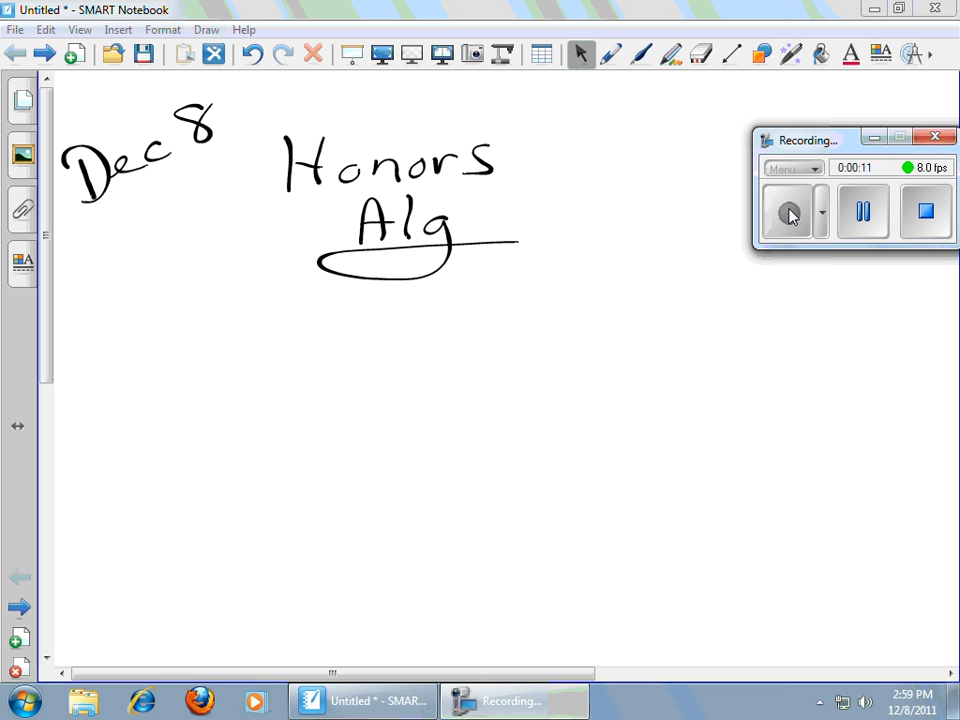 Untitled * - SMART Notebook
File Edit View Insert Format Draw Help
Dec 8
Honors
Alg
Recording...
Menu 0:00:11 8.0 fps
Untitled * - SMAR... Recording...
2:59 PM
12/8/2011